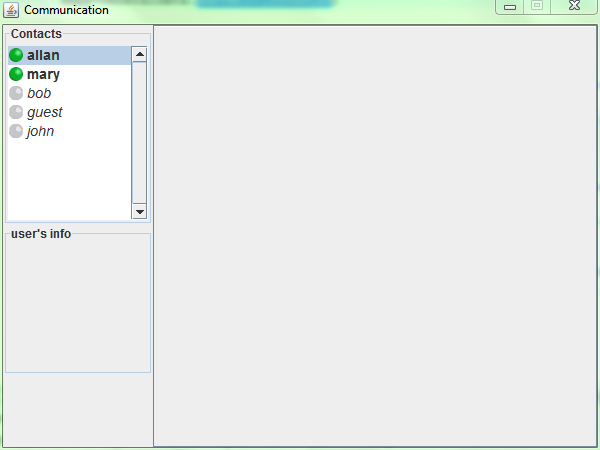 Communication
Contacts
allan
mary
bob
guest
john
user's info